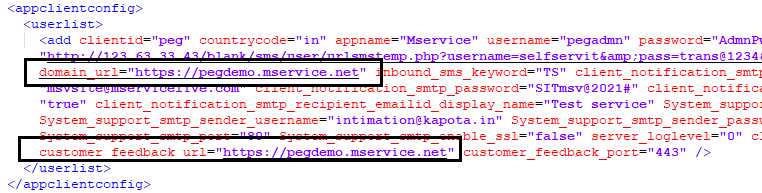 <appclientconfig>
<userlist>
<add clientid="peg" countrycode="in" appname="Mservice" username="pegadmn" password="AdmnPw
"http://123.63.33.43/blank/sms/user/urlsmstemp.php?username=selfservit&amp;pass=trans@1234&
domain_url="https://pegdemo.mservice.net" inbound_sms_keyword="TS" client_notification_smtp
"msvsite@mservicelive.com" client_notification_smtp_password="SITmsv@2021#"
"true" client_notification_smtp_recipient_emailid_display_name="Test service" System_suppor
System_support_smtp_sender_username="intimation@kapota.in" System_support_smtp_sender_passw
System_support_smtp_port="80" System_support_smtp_enable_ssl="false" server_loglevel="0" cl
customer_feedback_url="https://pegdemo.mservice.net" customer_feedback_port="443" />
</userlist>
</appclientconfig>